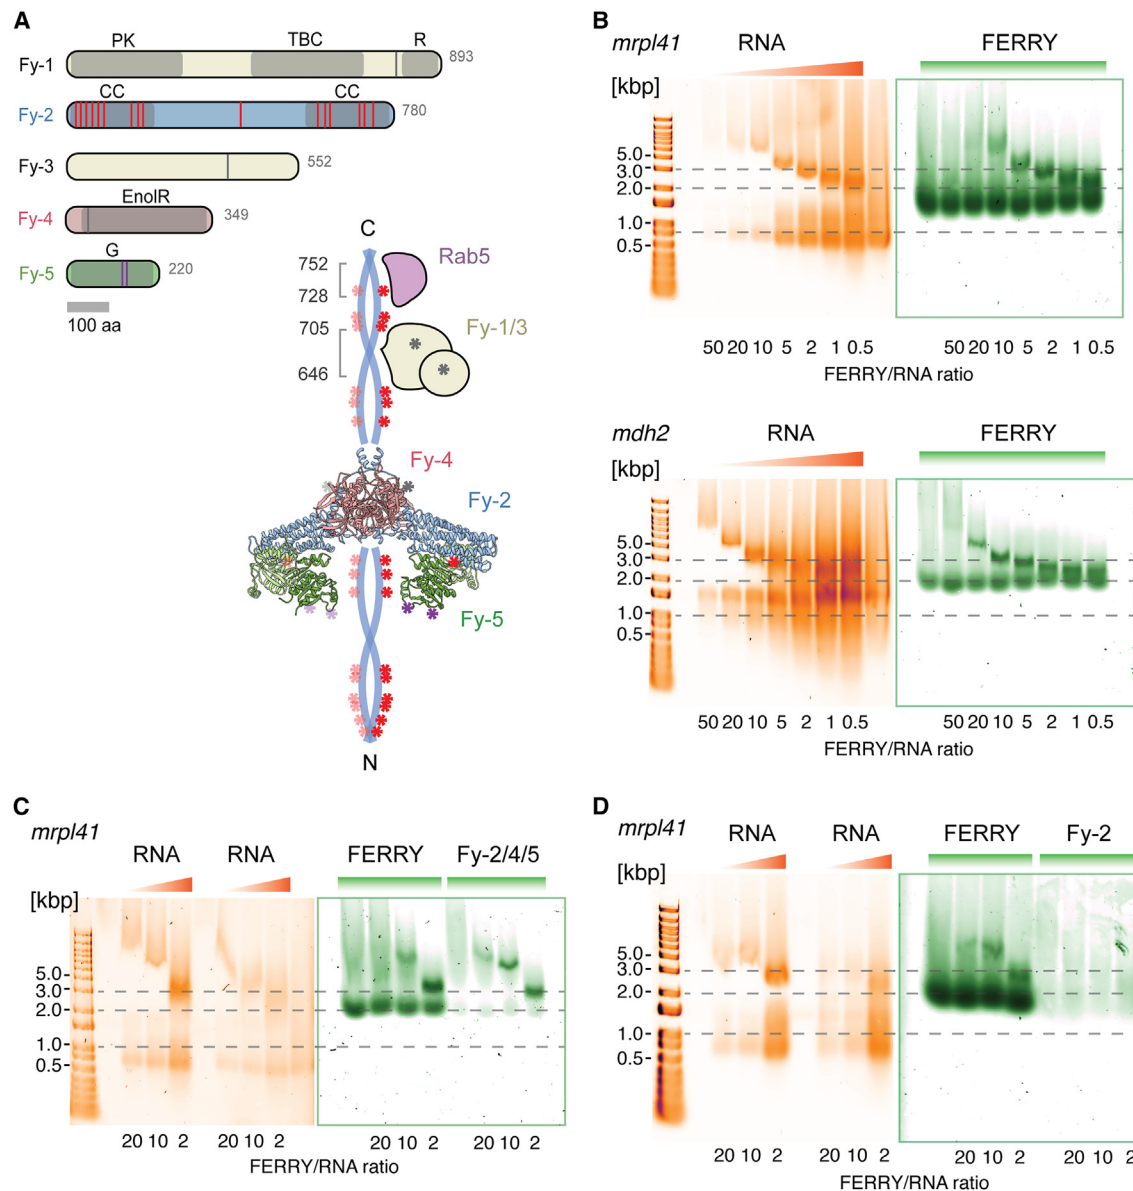 A
PK TBC R
Fy-1 893
CC CC
Fy-2 780
Fy-3 552
EnolR
Fy-4 349
G
Fy-5 220
100 aa
C
752 Rab5
728
705 Fy-1/3
646
Fy-4
Fy-2
Fy-5
N
B
mrpl41 RNA FERRY
[kbp]
5.0
3.0
2.0
1.0
0.5
50 20 10 5 2 1 0.5 50 20 10 5 2 1 0.5
FERRY/RNA ratio
mdh2 RNA FERRY
[kbp]
5.0
3.0
2.0
1.0
0.5
50 20 10 5 2 1 0.5 50 20 10 5 2 1 0.5
FERRY/RNA ratio
C
mrpl41
RNA RNA FERRY Fy-2/4/5
[kbp]
5.0
3.0
2.0
1.0
0.5
20 10 2 20 10 2 20 10 2 20 10 2
FERRY/RNA ratio
D
mrpl41
RNA RNA FERRY Fy-2
[kbp]
5.0
3.0
2.0
1.0
0.5
20 10 2 20 10 2 20 10 2 20 10 2
FERRY/RNA ratio